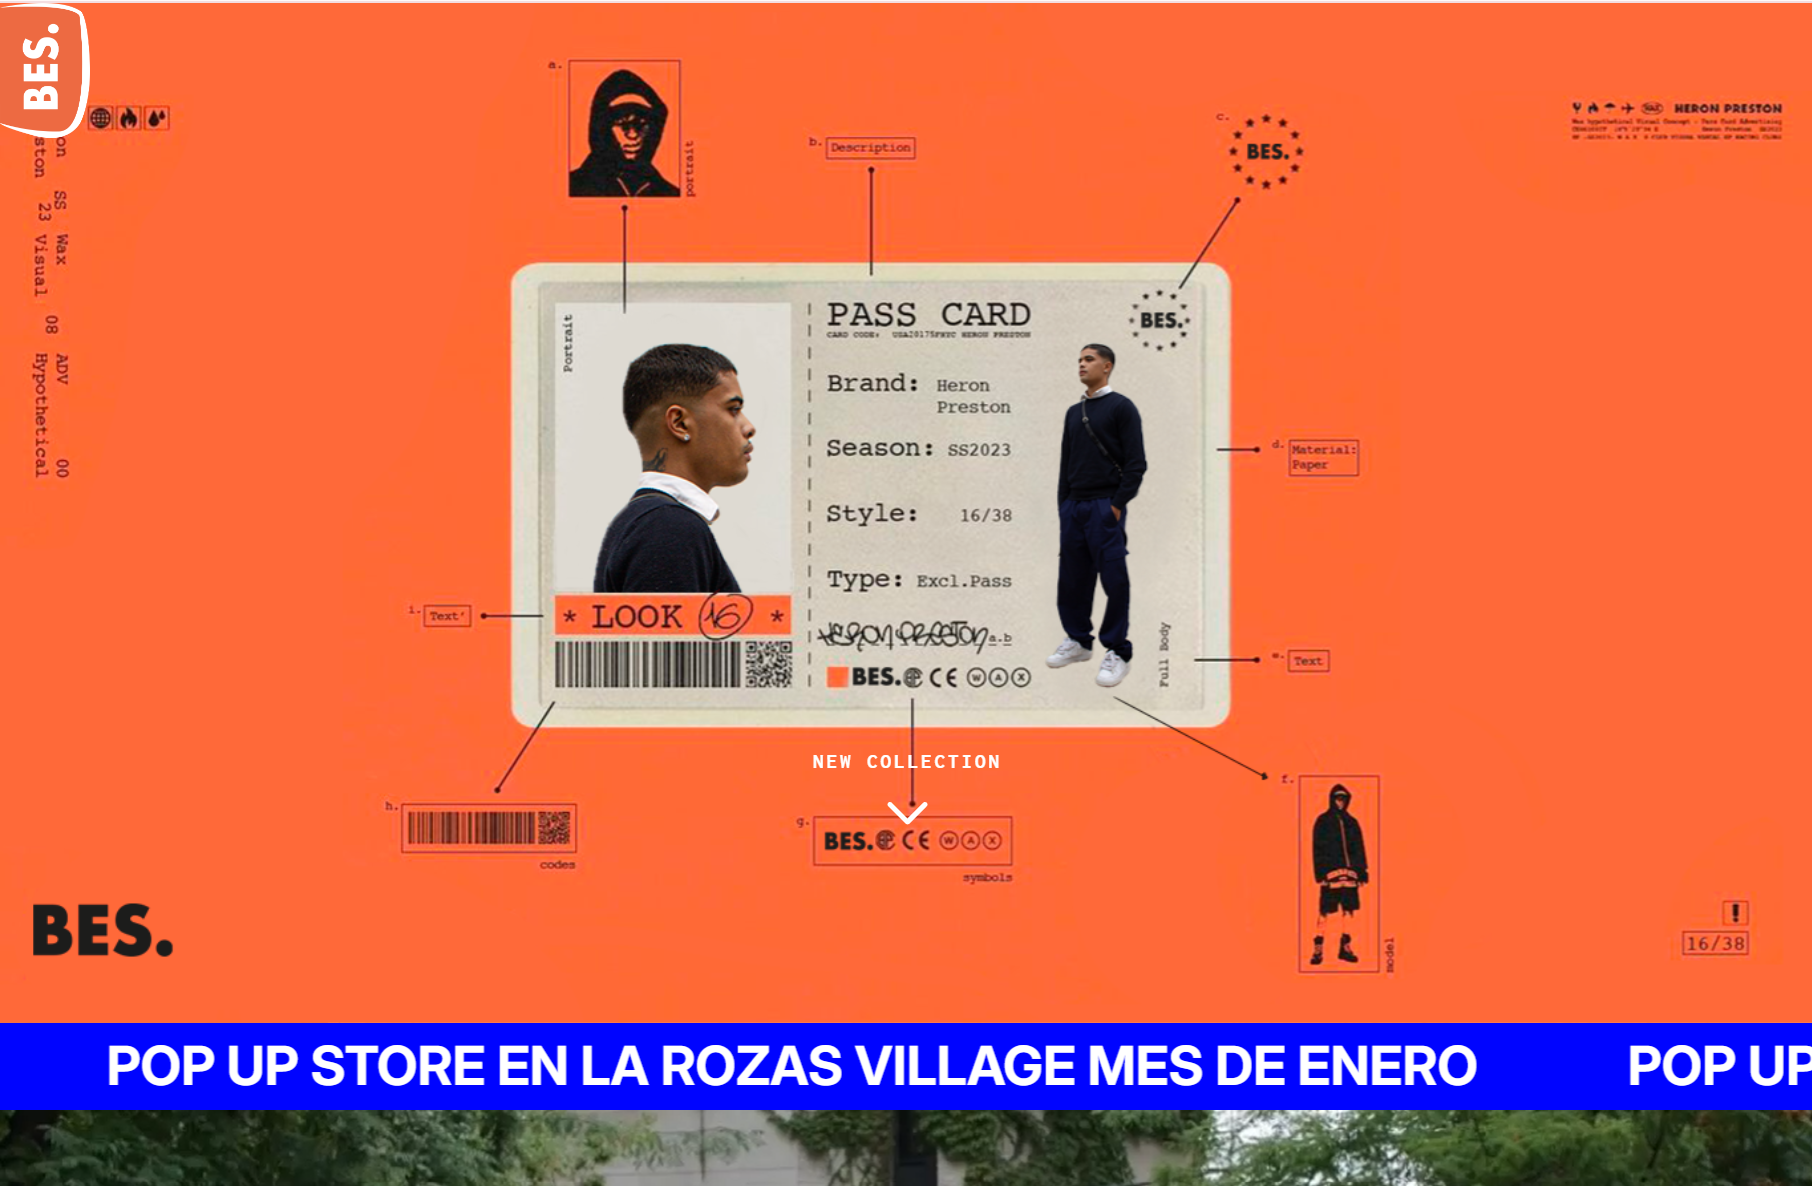 BES.
on SS Wax 08 ADV 00
ston 23 Visual Hypothetical
a.
portrait
b.
Description
c.
BES.
HERON PRESTON
Portrait
PASS CARD
CARD CODE: USA20175PNYC HERON PRESTON
BES.
Brand: Heron
Preston
Season: SS2023
Style: 16/38
Type: Excl.Pass
HERON PRESTON
a.b
* LOOK 16 *
BES. CE W A X
Full Body
d.
Material:
Paper
e.
Text
i.
Text'
NEW COLLECTION
h.
codes
g.
BES. CE W A X
symbols
f.
model
BES.
!
16/38
POP UP STORE EN LA ROZAS VILLAGE MES DE ENERO POP UP